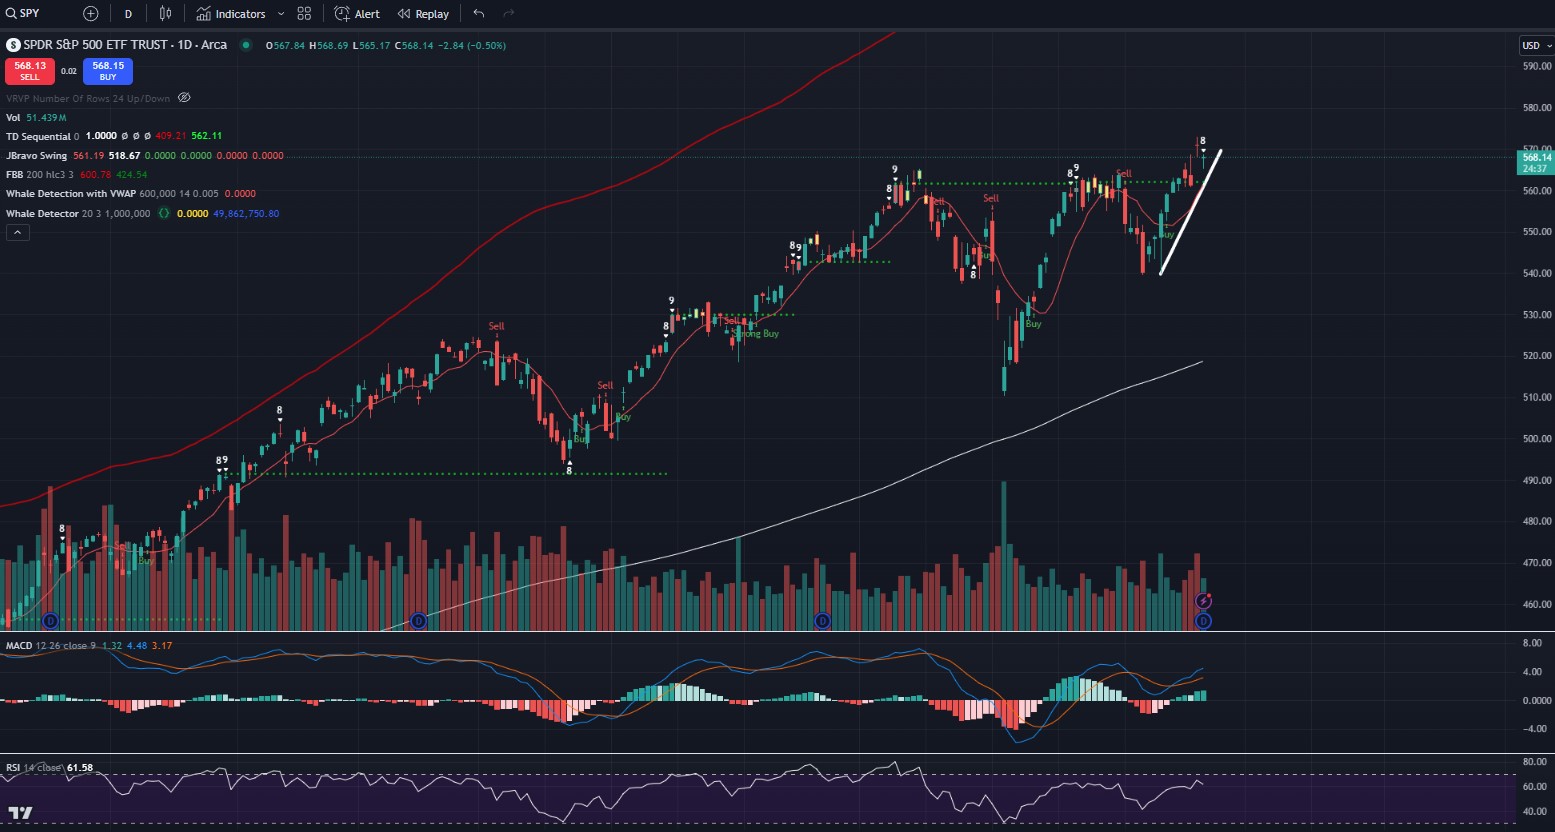 SPY D Indicators Alert Replay
S SPDR S&P 500 ETF TRUST · 1D · Arca O567.84 H568.69 L565.17 C568.14 −2.84 (−0.50%)
USD
568.13 SELL 0.02 568.15 BUY
VRVP Number Of Rows 24 Up/Down
Vol 51.439M
TD Sequential 0 1.0000 ø ø ø 409.21 562.11
JBravo Swing 561.19 518.67 0.0000 0.0000 0.0000 0.0000
FBB 200 hlc3 3 600.78 424.54
Whale Detection with VWAP 600,000 14 0.005 0.0000
Whale Detector 20 3 1,000,000 0.0000 49,862,750.80
590.00
580.00
570.00
568.14
24:37
560.00
550.00
540.00
530.00
520.00
510.00
500.00
490.00
480.00
470.00
460.00
8
Sell
Buy
8 9
8
Sell
8
Buy
Sell
Buy
8
9
Sell
Strong Buy
8 9
8
9
Sell
8
Buy
Sell
Buy
8 9
Sell
Buy
8
D
D
D
D
MACD 12 26 close 9 1.32 4.48 3.17
8.00
4.00
0.0000
−4.00
RSI 14 close 61.58
80.00
60.00
40.00